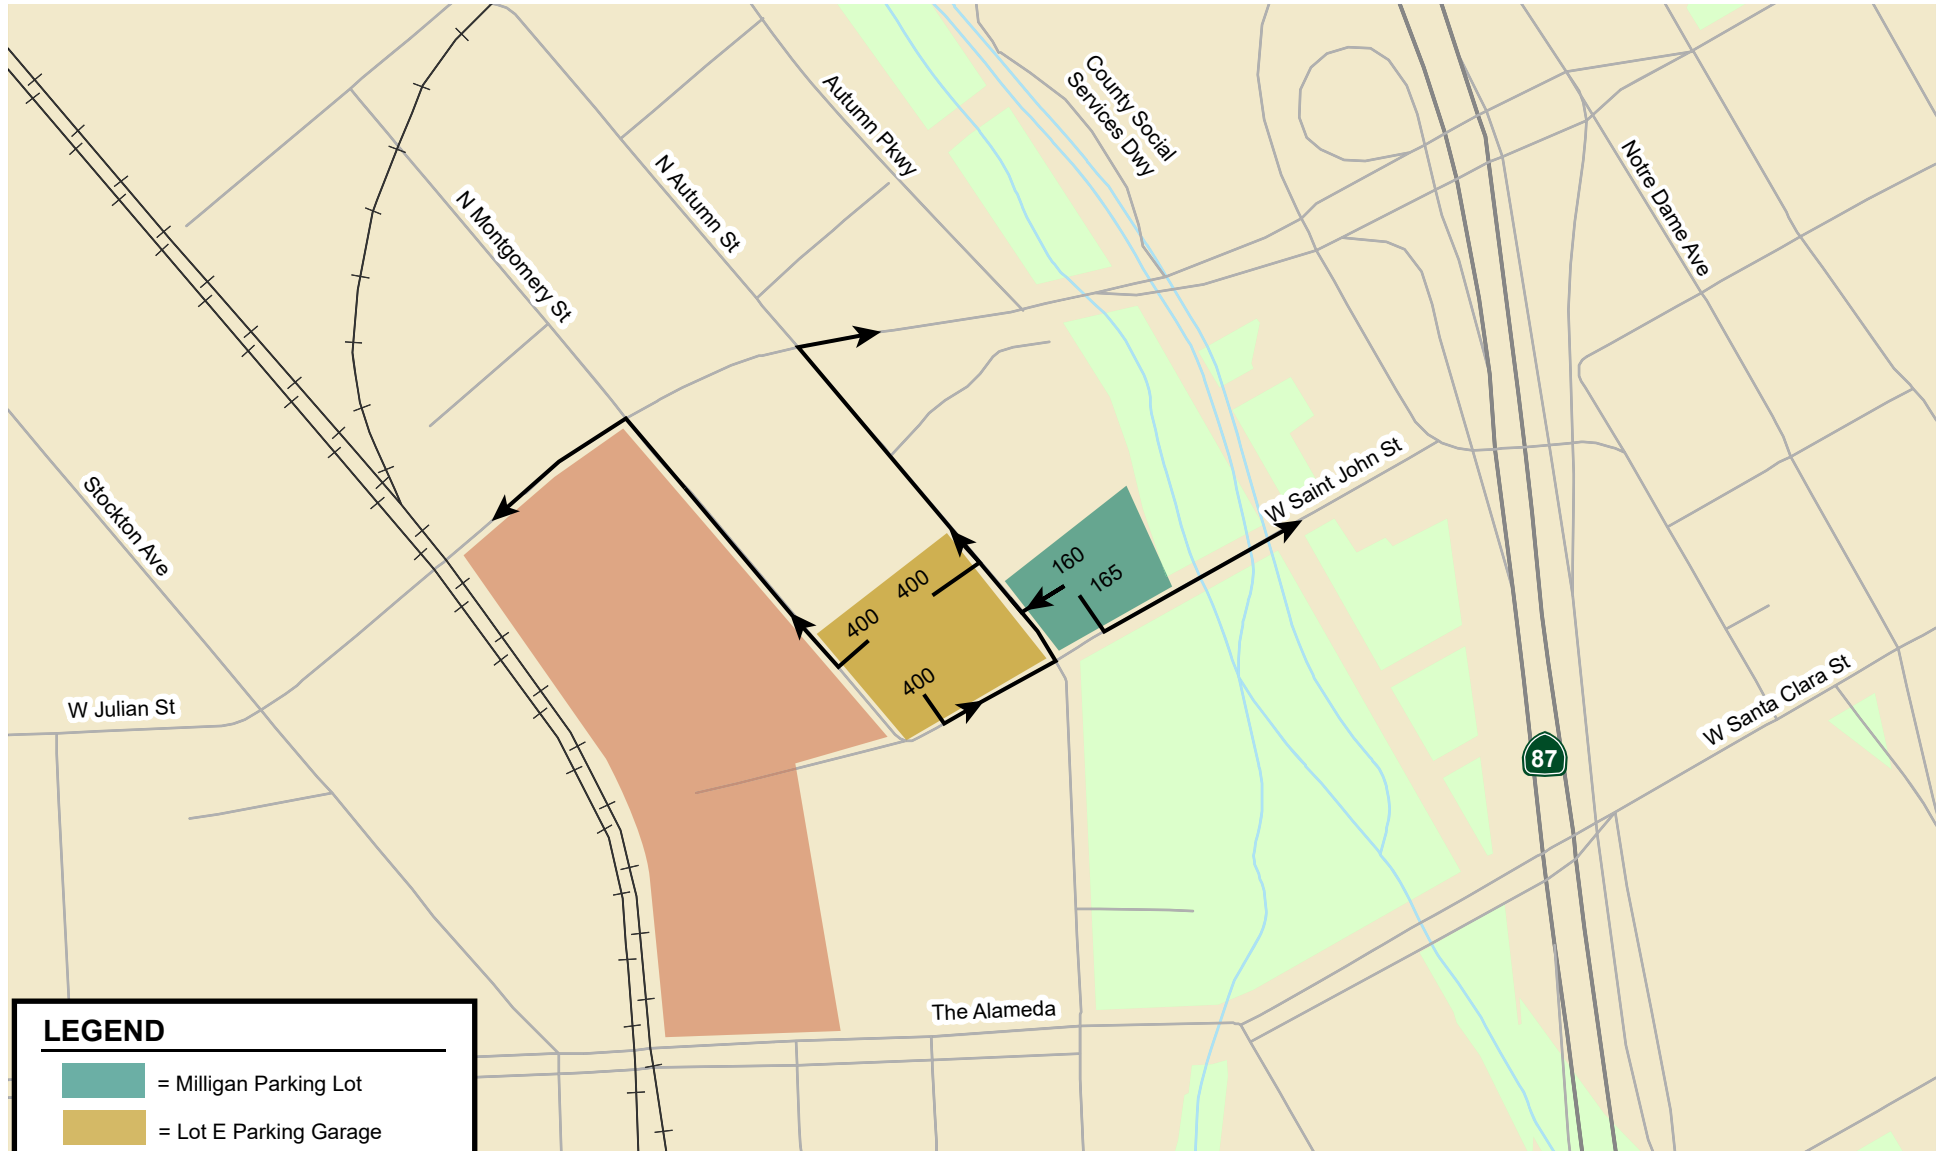 County Social
Services Dwy
Autumn Pkwy
N Autumn St
N Montgomery St
Notre Dame Ave
Stockton Ave
W Saint John St
160
165
400
400
400
W Julian St
W Santa Clara St
87
The Alameda
LEGEND
= Milligan Parking Lot
= Lot E Parking Garage